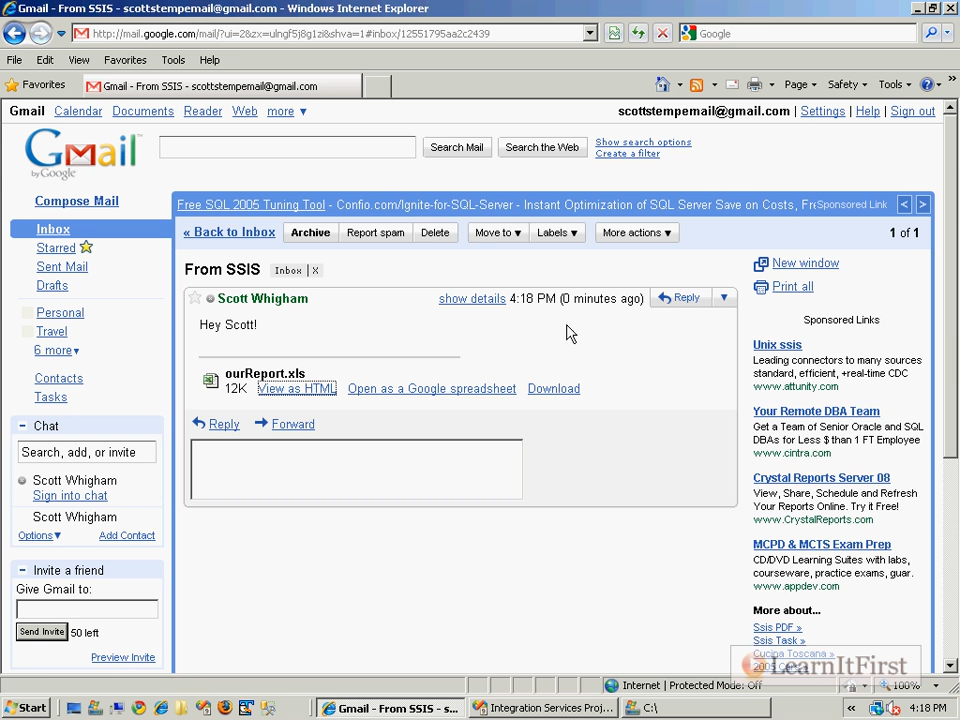 Gmail - From SSIS - scottstempemail@gmail.com - Windows Internet Explorer
http://mail.google.com/mail/?ui=2&zx=ulngf5j8g1zi&shva=1#inbox/12551795aa2c2439
Google
File Edit View Favorites Tools Help
Favorites
Gmail - From SSIS - scottstempemail@gmail.com
Page Safety Tools
Gmail Calendar Documents Reader Web more ▼
scottstempemail@gmail.com | Settings | Help | Sign out
Gmail
by Google
Search Mail
Search the Web
Show search options
Create a filter
Compose Mail
Inbox
Starred
Sent Mail
Drafts
Personal
Travel
6 more▼
Contacts
Tasks
− Chat
Search, add, or invite
Scott Whigham
Sign into chat
Scott Whigham
Options▼ Add Contact
− Invite a friend
Give Gmail to:
Send Invite 50 left
Preview Invite
Free SQL 2005 Tuning Tool - Confio.com/Ignite-for-SQL-Server - Instant Optimization of SQL Server Save on Costs, Fr Sponsored Link < >
« Back to Inbox Archive Report spam Delete Move to ▼ Labels ▼ More actions ▼ 1 of 1
From SSIS Inbox | X
Scott Whigham show details 4:18 PM (0 minutes ago) Reply ▼
Hey Scott!
ourReport.xls
12K View as HTML Open as a Google spreadsheet Download
Reply Forward
New window
Print all
Sponsored Links
Unix ssis
Leading connectors to many sources
standard, efficient, +real-time CDC
www.attunity.com
Your Remote DBA Team
Get a Team of Senior Oracle and SQL
DBAs for Less $ than 1 FT Employee
www.cintra.com
Crystal Reports Server 08
View, Share, Schedule and Refresh
Your Reports Online. Try it Free!
www.CrystalReports.com
MCPD & MCTS Exam Prep
CD/DVD Learning Suites with labs,
courseware, practice exams, guar.
www.appdev.com
More about...
Ssis PDF »
Ssis Task »
Cucina Toscana »
LearnItFirst
Internet | Protected Mode: Off
100%
Start
Gmail - From SSIS - s...
Integration Services Proj...
C:\
4:18 PM